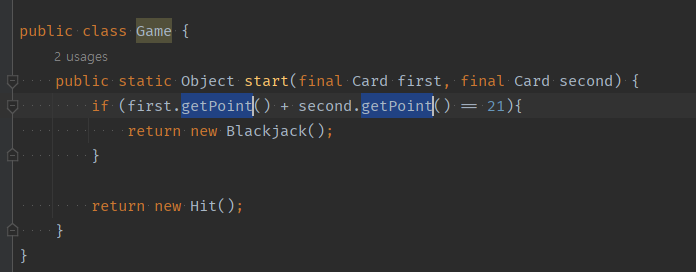 public class Game {
2 usages
public static Object start(final Card first, final Card second) {
if (first.getPoint() + second.getPoint() == 21){
return new Blackjack();
}
return new Hit();
}
}